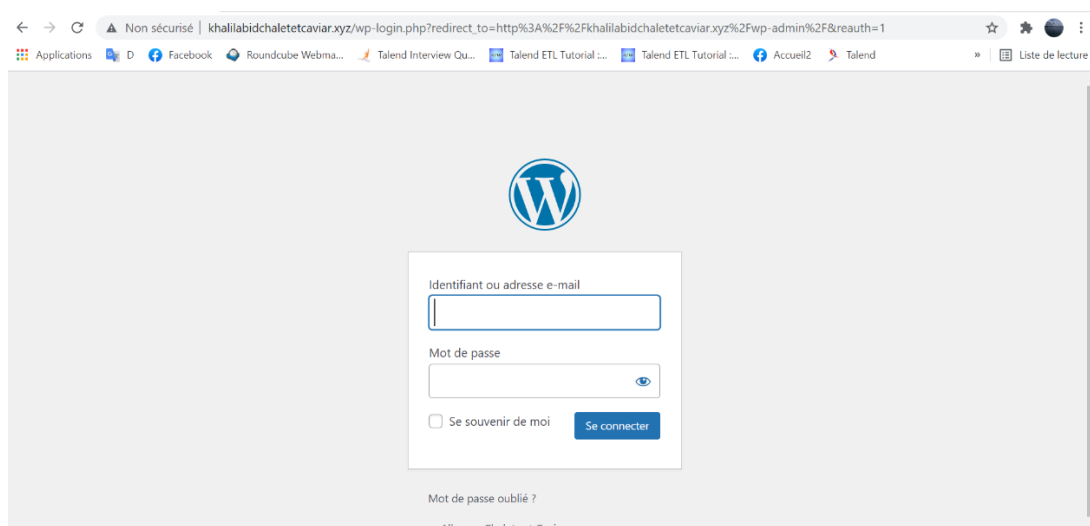 Non sécurisé | khalilabidchaletetcaviar.xyz/wp-login.php?redirect_to=http%3A%2F%2Fkhalilabidchaletetcaviar.xyz%2Fwp-admin%2F&reauth=1
Applications D Facebook Roundcube Webma... Talend Interview Qu... Talend ETL Tutorial :... Talend ETL Tutorial :... Accueil2 Talend » Liste de lecture
Identifiant ou adresse e-mail
Mot de passe
Se souvenir de moi Se connecter
Mot de passe oublié ?